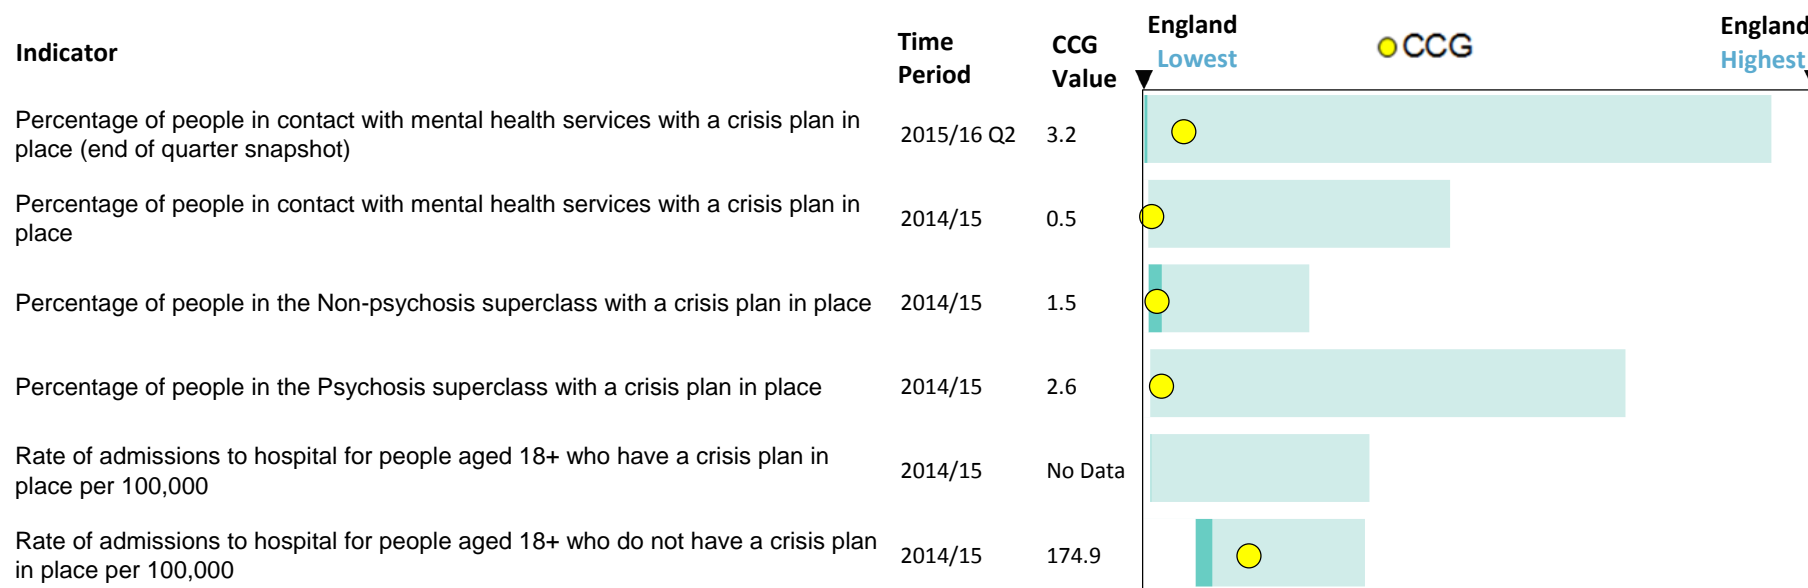 Indicator
Time
Period
CCG
Value
England
Lowest
CCG
England
Highest
Percentage of people in contact with mental health services with a crisis plan in
place (end of quarter snapshot)
2015/16 Q2
3.2
Percentage of people in contact with mental health services with a crisis plan in
place
2014/15
0.5
Percentage of people in the Non-psychosis superclass with a crisis plan in place
2014/15
1.5
Percentage of people in the Psychosis superclass with a crisis plan in place
2014/15
2.6
Rate of admissions to hospital for people aged 18+ who have a crisis plan in
place per 100,000
2014/15
No Data
Rate of admissions to hospital for people aged 18+ who do not have a crisis plan
in place per 100,000
2014/15
174.9